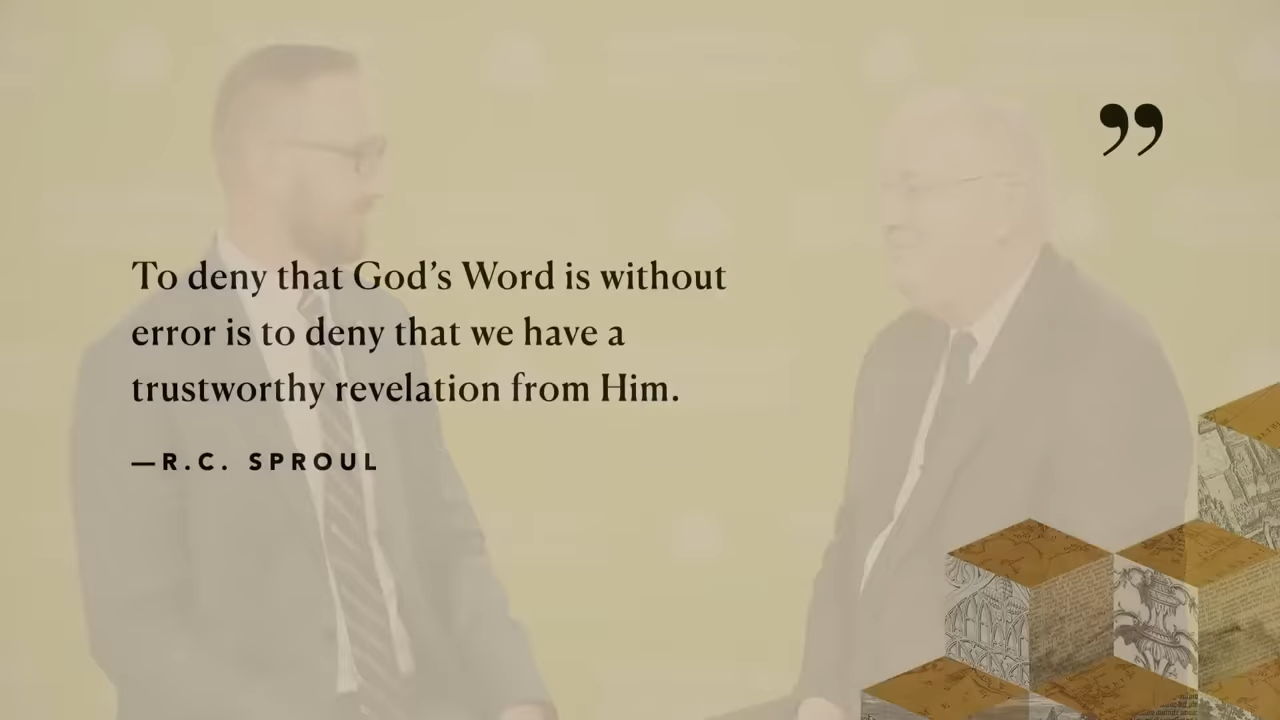 ”
To deny that God’s Word is without
error is to deny that we have a
trustworthy revelation from Him.
—R.C. SPROUL